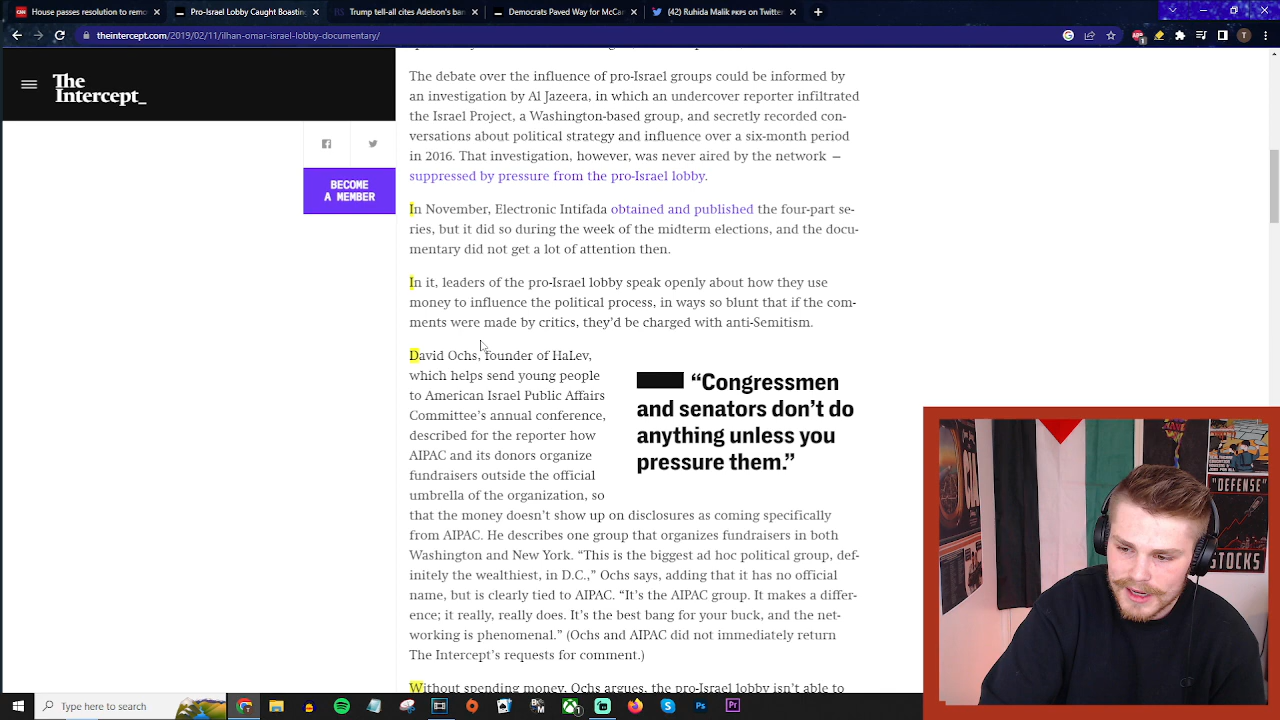 House passes resolution to remo
Pro-Israel Lobby Caught Boasting
Trump tell-all cites Adelson's ban
Democrats Paved Way for McCar
(42) Ruhida Malik PKPS on Twitter
theintercept.com/2019/02/11/ilhan-omar-israel-lobby-documentary/
The
Intercept_
BECOME
A MEMBER
The debate over the influence of pro-Israel groups could be informed by
an investigation by Al Jazeera, in which an undercover reporter infiltrated
the Israel Project, a Washington-based group, and secretly recorded con-
versations about political strategy and influence over a six-month period
in 2016. That investigation, however, was never aired by the network —
suppressed by pressure from the pro-Israel lobby.
In November, Electronic Intifada obtained and published the four-part se-
ries, but it did so during the week of the midterm elections, and the docu-
mentary did not get a lot of attention then.
In it, leaders of the pro-Israel lobby speak openly about how they use
money to influence the political process, in ways so blunt that if the com-
ments were made by critics, they'd be charged with anti-Semitism.
David Ochs, founder of HaLev,
which helps send young people
to American Israel Public Affairs
Committee's annual conference,
described for the reporter how
AIPAC and its donors organize
fundraisers outside the official
umbrella of the organization, so
that the money doesn't show up on disclosures as coming specifically
from AIPAC. He describes one group that organizes fundraisers in both
Washington and New York. “This is the biggest ad hoc political group, def-
initely the wealthiest, in D.C.,” Ochs says, adding that it has no official
name, but is clearly tied to AIPAC. “It's the AIPAC group. It makes a differ-
ence; it really, really does. It's the best bang for your buck, and the net-
working is phenomenal.” (Ochs and AIPAC did not immediately return
The Intercept's requests for comment.)
Without spending money, Ochs argues, the pro-Israel lobby isn't able to
“Congressmen
and senators don't do
anything unless you
pressure them.”
"DEFENSE"
STOCKS
Type here to search